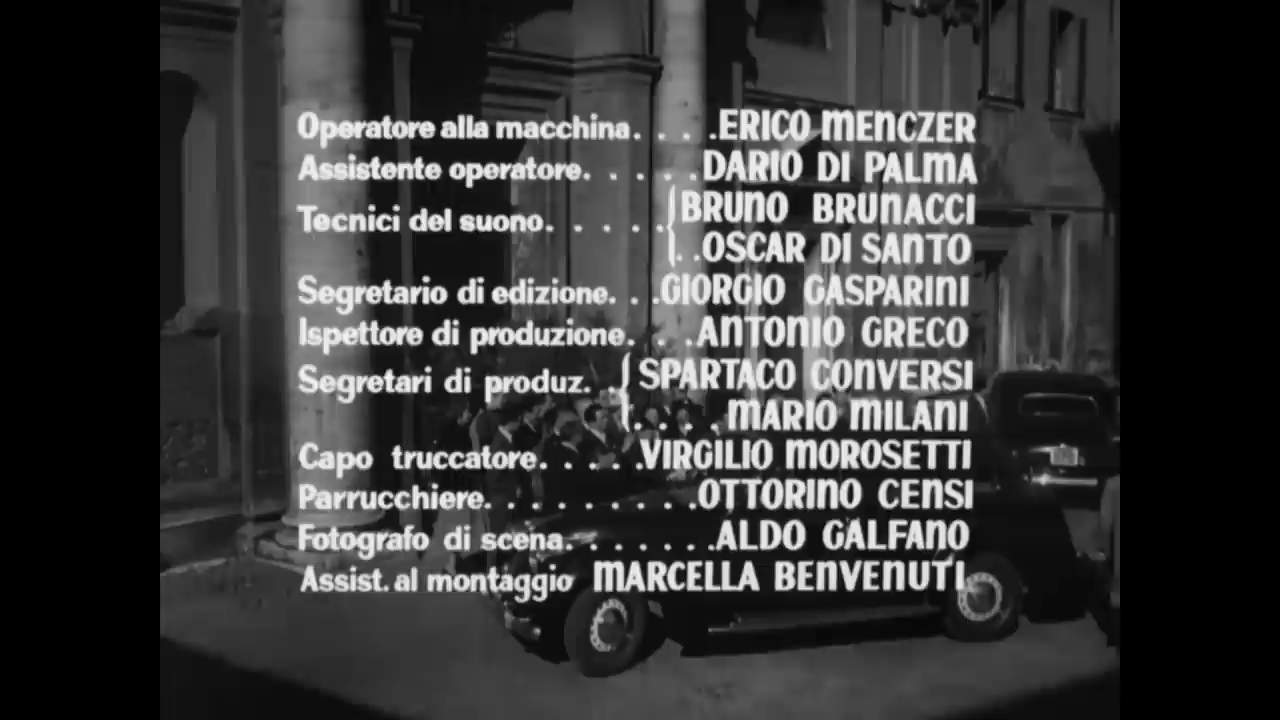 Operatore alla macchina. . . .ERICO MENCZER
Assistente operatore. . . . .DARIO DI PALMA
Tecnici del suono. . . . .{BRUNO BRUNACCI
. .OSCAR DI SANTO
Segretario di edizione. . .GIORGIO GASPARINI
Ispettore di produzione. . .ANTONIO GRECO
Segretari di produz. .{SPARTACO CONVERSI
. . . .MARIO MILANI
Capo truccatore. . . . .VIRGILIO MOROSETTI
Parrucchiere. . . . . . . . .OTTORINO CENSI
Fotografo di scena. . . . . . .ALDO GALFANO
Assist. al montaggio MARCELLA BENVENUTI